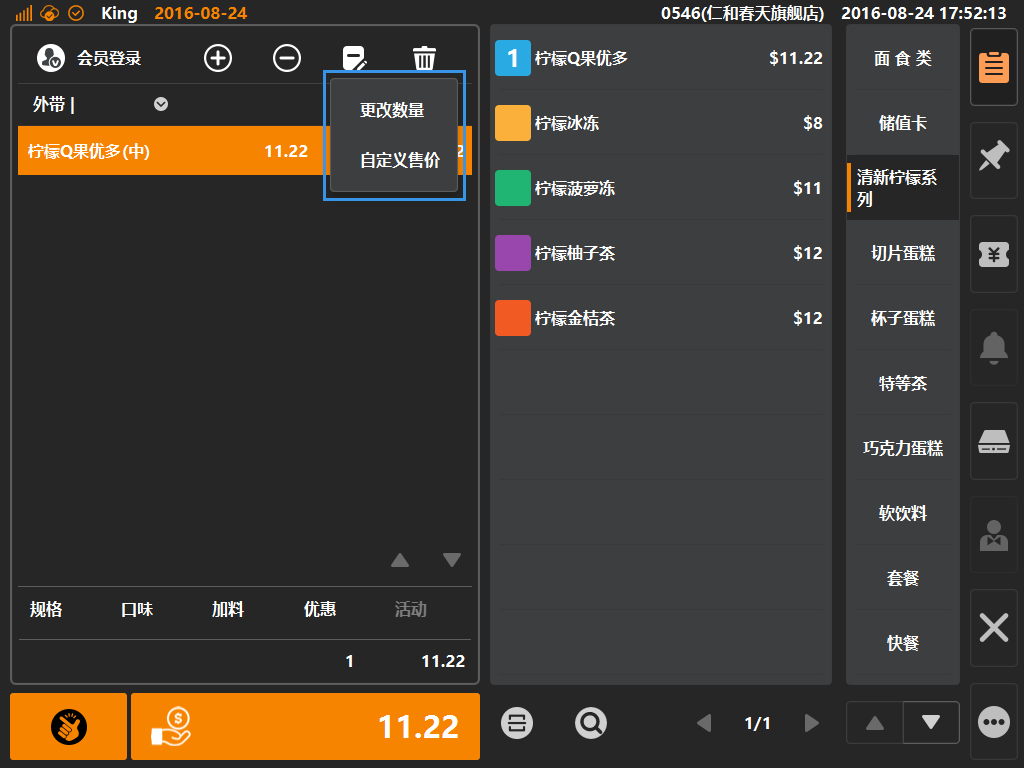 King 2016-08-24
0546(仁和春天旗舰店) 2016-08-24 17:52:13
会员登录
外带 |
更改数量
自定义售价
柠檬Q果优多(中) 11.22 2
规格 口味 加料 优惠 活动
1 11.22
11.22
1 柠檬Q果优多 $11.22
柠檬冰冻 $8
柠檬菠萝冻 $11
柠檬柚子茶 $12
柠檬金桔茶 $12
1/1
面 食 类
储值卡
清新柠檬系
列
切片蛋糕
杯子蛋糕
特等茶
巧克力蛋糕
软饮料
套餐
快餐